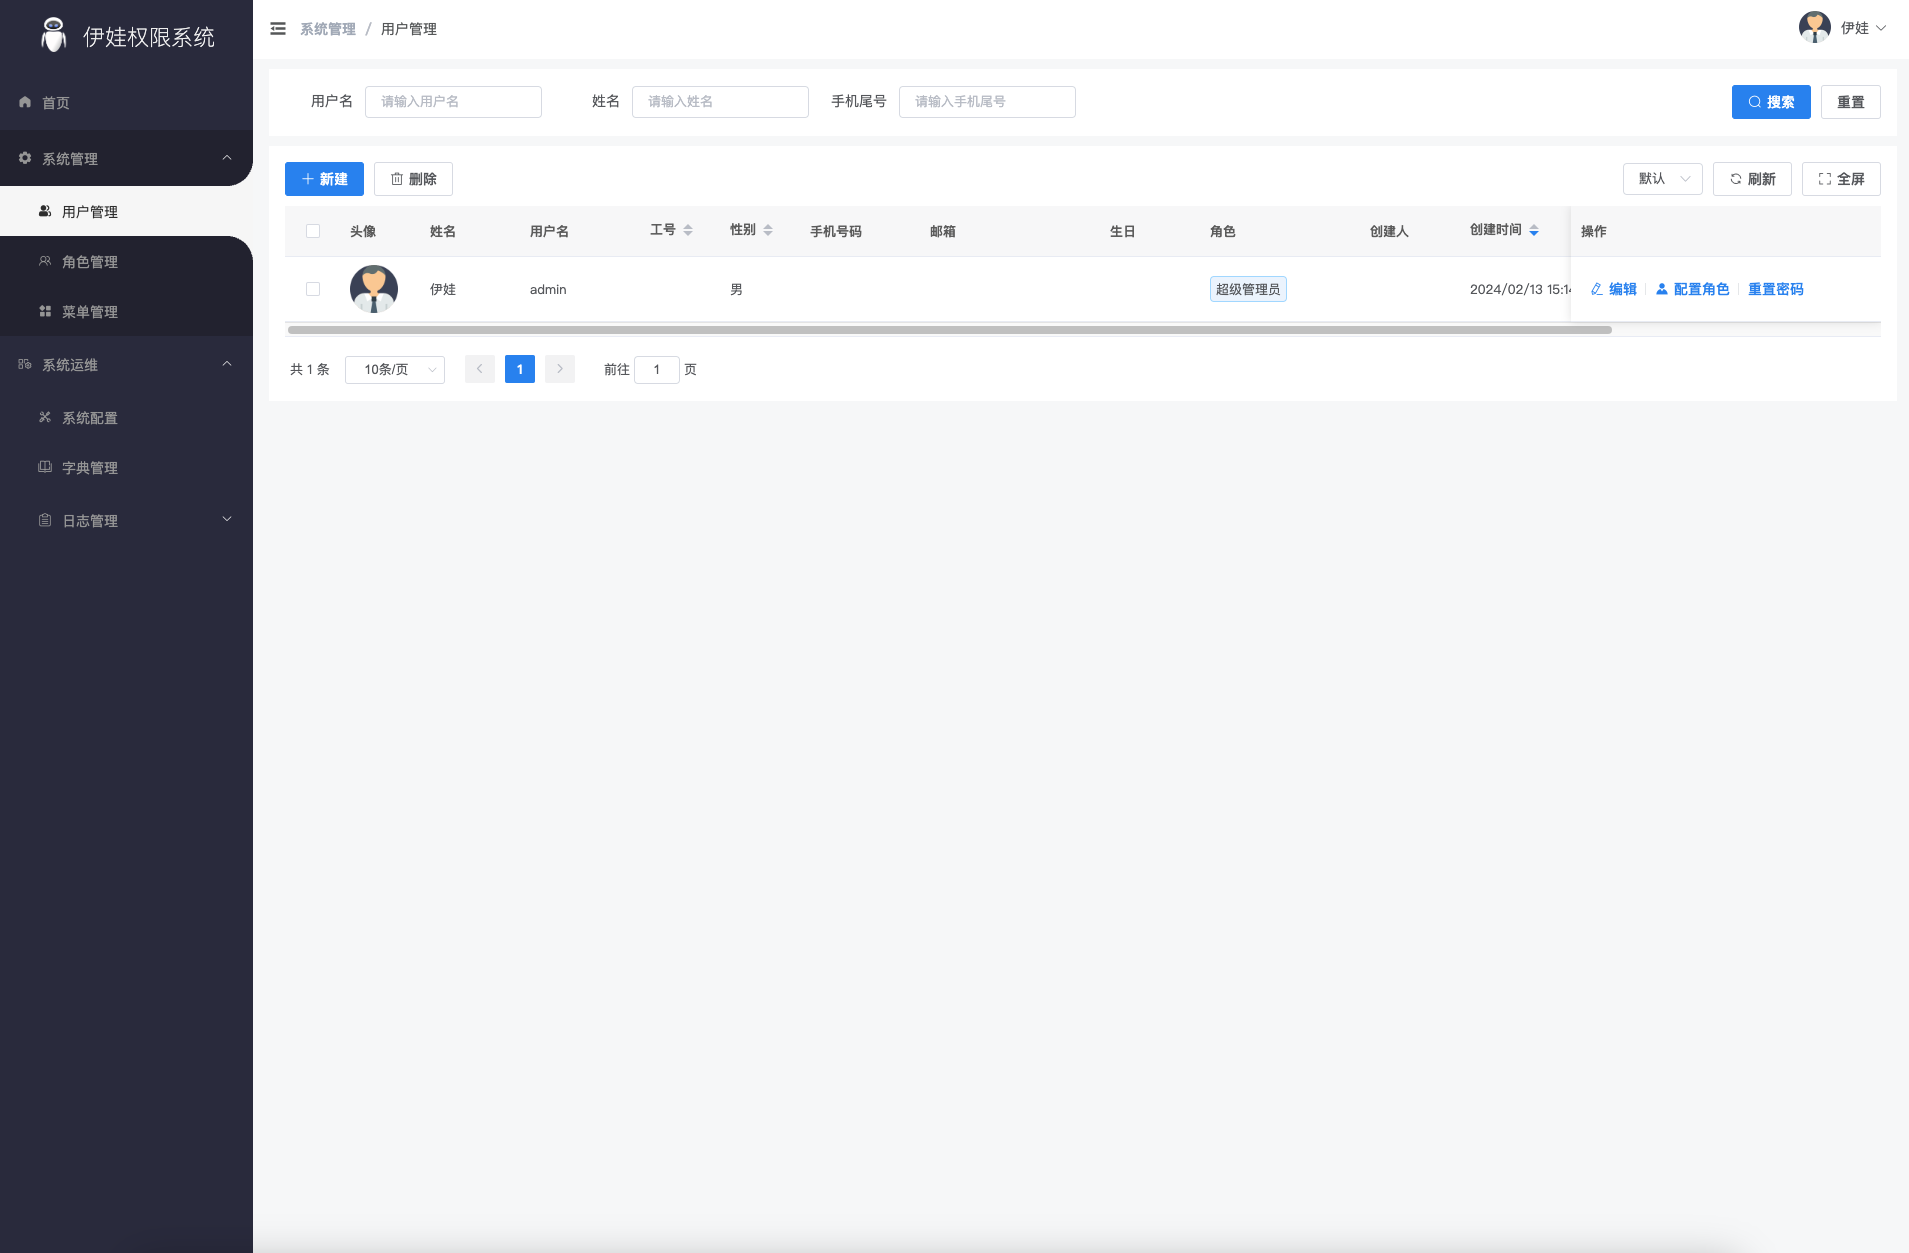 伊娃权限系统
首页
系统管理
用户管理
角色管理
菜单管理
系统运维
系统配置
字典管理
日志管理
系统管理 / 用户管理
伊娃
用户名 请输入用户名 姓名 请输入姓名 手机尾号 请输入手机尾号 搜索 重置
新建 删除 默认 刷新 全屏
头像 姓名 用户名 工号 性别 手机号码 邮箱 生日 角色 创建人 创建时间 操作
伊娃 admin 男 超级管理员 2024/02/13 15:14 编辑 配置角色 重置密码
共 1 条 10条/页 1 前往 1 页